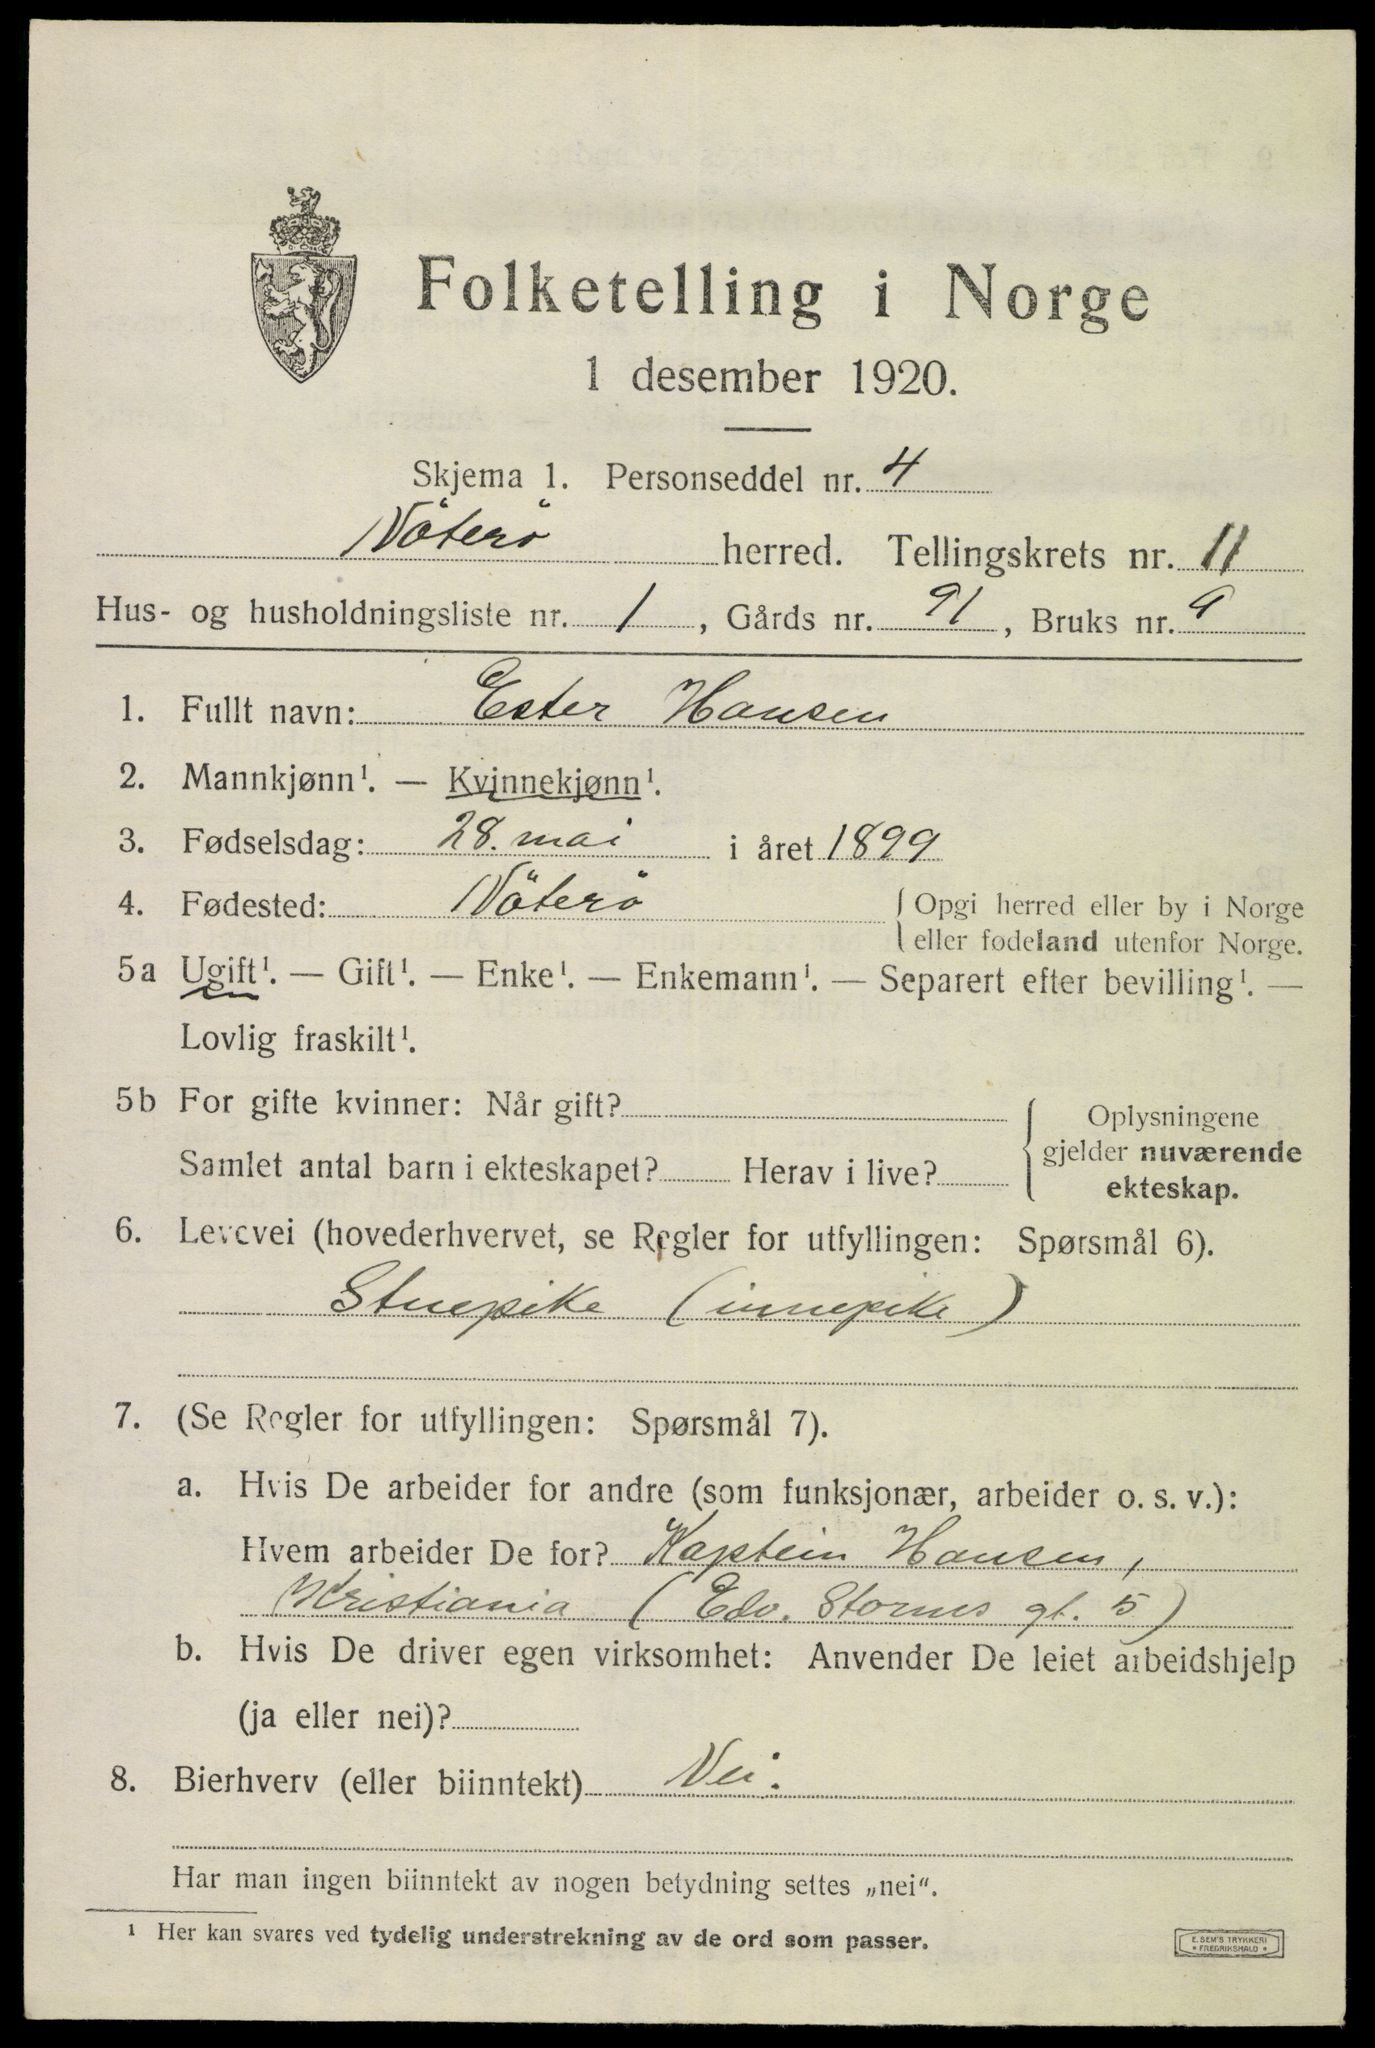 Folketelling i Norge
1 desember 1920.
Skjema 1. Personseddel nr. 4
Nöterö herred. Tellingskrets nr. 11
Hus- og husholdningsliste nr. 1, Gårds nr. 91, Bruks nr. 9
1. Fullt navn: Ester Hansen
2. Mannkjønn¹. — Kvinnekjønn¹.
3. Fødselsdag: 28. mai i året 1899
4. Fødested: Nöterö { Opgi herred eller by i Norge
eller fødeland utenfor Norge.
5a Ugift¹. — Gift¹. — Enke¹. — Enkemann¹. — Separert efter bevilling¹. —
Lovlig fraskilt¹.
5b For gifte kvinner: Når gift? { Oplysningene
gjelder nuværende
Samlet antal barn i ekteskapet? Herav i live?
ekteskap.
6. Levevei (hovederhvervet, se Regler for utfyllingen: Spørsmål 6).
Stuepike (innepike)
7. (Se Regler for utfyllingen: Spørsmål 7).
a. Hvis De arbeider for andre (som funksjonær, arbeider o. s. v.):
Hvem arbeider De for? Kaptein Hansen,
Kristiania (Edv. Storms gt. 5)
b. Hvis De driver egen virksomhet: Anvender De leiet arbeidshjelp
(ja eller nei)?
8. Bierhverv (eller biinntekt) Nei.
Har man ingen biinntekt av nogen betydning settes „nei“.
¹ Her kan svares ved tydelig understrekning av de ord som passer.
E. SEM'S TRYKKERI
• FREDRIKSHALD •